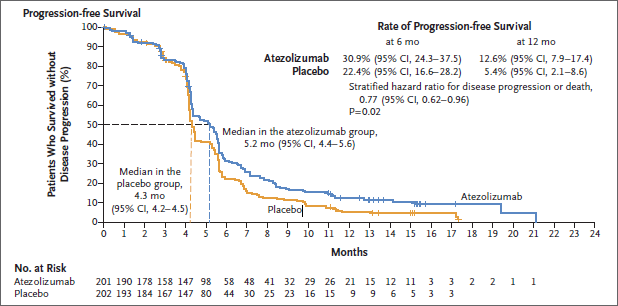 Progression-free Survival
Rate of Progression-free Survival
at 6 mo at 12 mo
Atezolizumab 30.9% (95% CI, 24.3–37.5) 12.6% (95% CI, 7.9–17.4)
Placebo 22.4% (95% CI, 16.6–28.2) 5.4% (95% CI, 2.1–8.6)
Stratified hazard ratio for disease progression or death,
0.77 (95% CI, 0.62–0.96)
P=0.02
Patients Who Survived without
Disease Progression (%)
100
90
80
70
60
50
40
30
20
10
0
Median in the atezolizumab group,
5.2 mo (95% CI, 4.4–5.6)
Median in the
placebo group,
4.3 mo
(95% CI, 4.2–4.5)
Placebo
Atezolizumab
0 1 2 3 4 5 6 7 8 9 10 11 12 13 14 15 16 17 18 19 20 21 22 23 24
Months
No. at Risk
Atezolizumab 201 190 178 158 147 98 58 48 41 32 29 26 21 15 12 11 3 3 2 2 1 1
Placebo 202 193 184 167 147 80 44 30 25 23 16 15 9 9 6 5 3 3